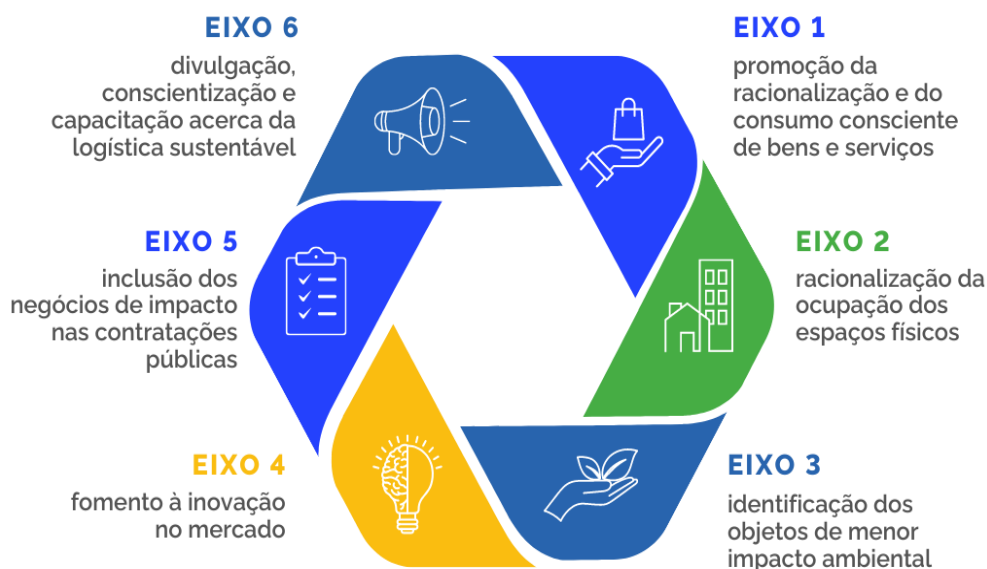 EIXO 1
promoção da
racionalização e do
consumo consciente
de bens e serviços
EIXO 2
racionalização da
ocupação dos
espaços físicos
EIXO 3
identificação dos
objetos de menor
impacto ambiental
EIXO 4
fomento à inovação
no mercado
EIXO 5
inclusão dos
negócios de impacto
nas contratações
públicas
EIXO 6
divulgação,
conscientização e
capacitação acerca da
logística sustentável